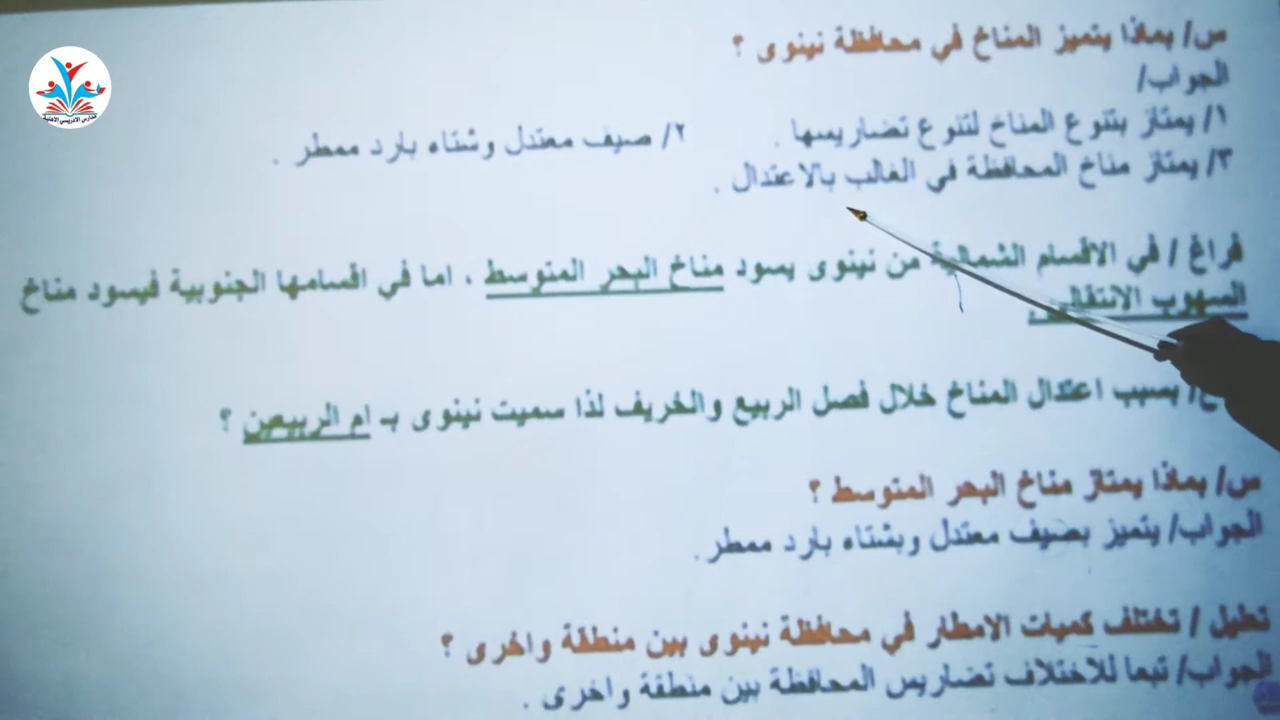 س/ بماذا يتميز المناخ في محافظة نينوى ؟
الجواب/
١/ يمتاز بتنوع المناخ لتنوع تضاريسها . ٢/ صيف معتدل وشتاء بارد ممطر .
٣/ يمتاز مناخ المحافظة في الغالب بالاعتدال .
فراغ / في الاقسام الشمالية من نينوى يسود مناخ البحر المتوسط ، اما في اقسامها الجنوبية فيسود مناخ
السهوب الانتقالي
بسبب اعتدال المناخ خلال فصل الربيع والخريف لذا سميت نينوى بـ ام الربيعين ؟
س/ بماذا يمتاز مناخ البحر المتوسط ؟
الجواب/ يتميز بصيف معتدل وبشتاء بارد ممطر .
تعليل / تختلف كميات الامطار في محافظة نينوى بين منطقة واخرى ؟
الجواب/ تبعا للاختلاف تضاريس المحافظة بين منطقة واخرى .
مدارس الادريسي الاهلية